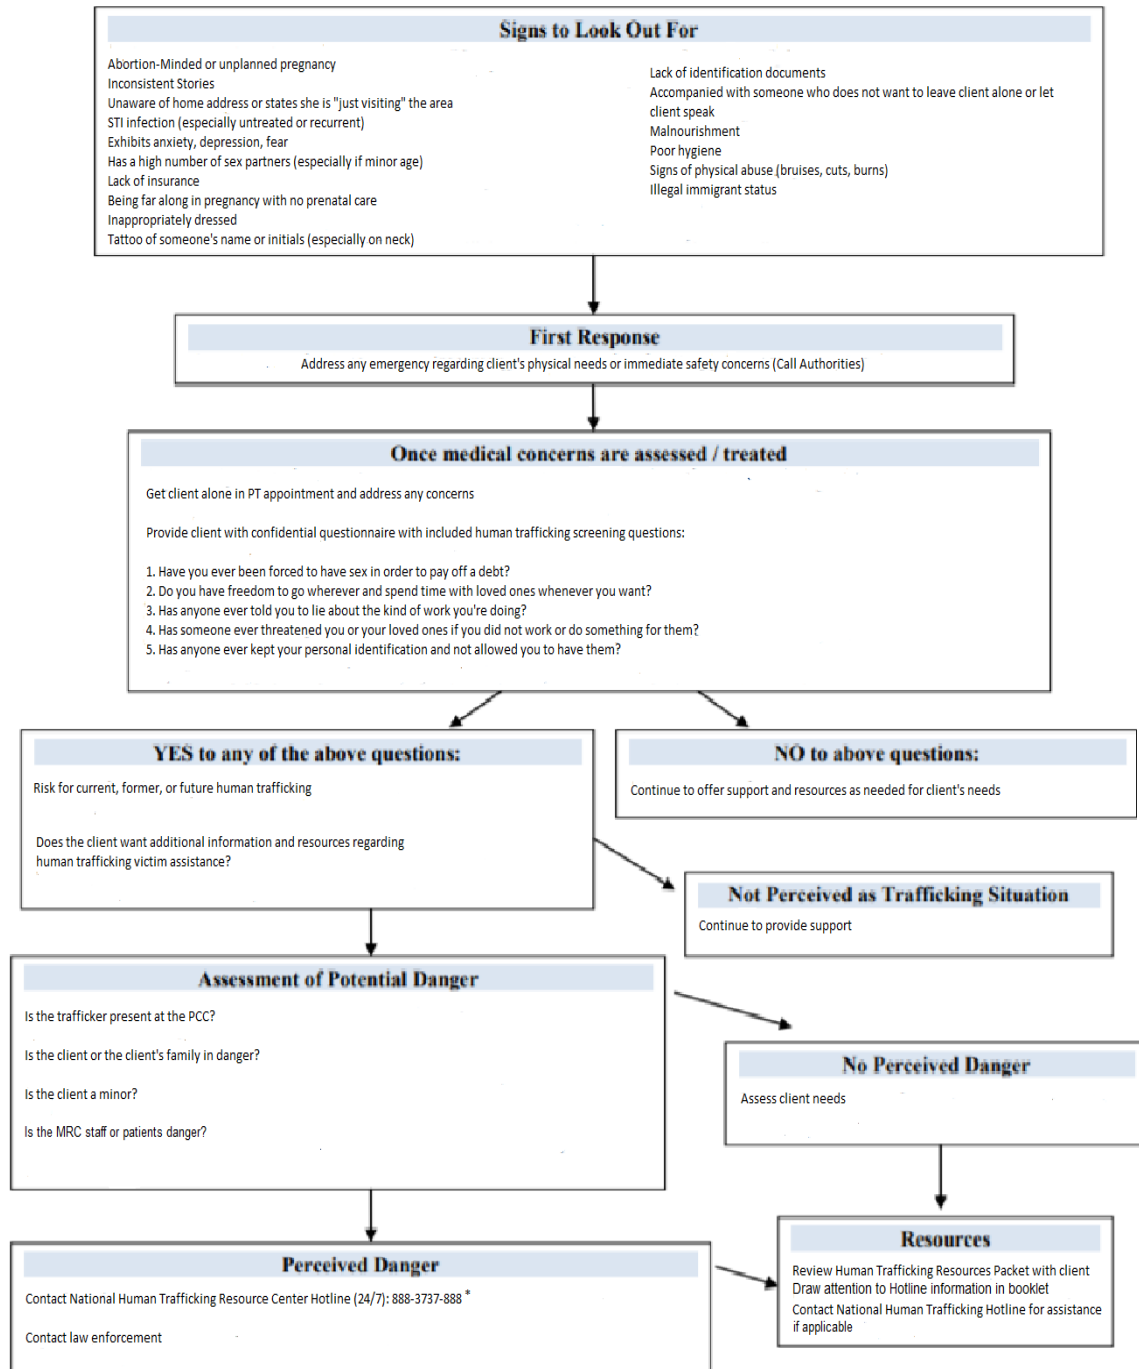 Signs to Look Out For
Abortion-Minded or unplanned pregnancy
Inconsistent Stories
Unaware of home address or states she is "just visiting" the area
STI infection (especially untreated or recurrent)
Exhibits anxiety, depression, fear
Has a high number of sex partners (especially if minor age)
Lack of insurance
Being far along in pregnancy with no prenatal care
Inappropriately dressed
Tattoo of someone's name or initials (especially on neck)
Lack of identification documents
Accompanied with someone who does not want to leave client alone or let
client speak
Malnourishment
Poor hygiene
Signs of physical abuse (bruises, cuts, burns)
Illegal immigrant status
First Response
Address any emergency regarding client's physical needs or immediate safety concerns (Call Authorities)
Once medical concerns are assessed / treated
Get client alone in PT appointment and address any concerns
Provide client with confidential questionnaire with included human trafficking screening questions:
1. Have you ever been forced to have sex in order to pay off a debt?
2. Do you have freedom to go wherever and spend time with loved ones whenever you want?
3. Has anyone ever told you to lie about the kind of work you're doing?
4. Has someone ever threatened you or your loved ones if you did not work or do something for them?
5. Has anyone ever kept your personal identification and not allowed you to have them?
YES to any of the above questions:
Risk for current, former, or future human trafficking
Does the client want additional information and resources regarding
human trafficking victim assistance?
NO to above questions:
Continue to offer support and resources as needed for client's needs
Not Perceived as Trafficking Situation
Continue to provide support
Assessment of Potential Danger
Is the trafficker present at the PCC?
Is the client or the client's family in danger?
Is the client a minor?
Is the MRC staff or patients danger?
No Perceived Danger
Assess client needs
Perceived Danger
Contact National Human Trafficking Resource Center Hotline (24/7): 888-3737-888 *
Contact law enforcement
Resources
Review Human Trafficking Resources Packet with client
Draw attention to Hotline information in booklet
Contact National Human Trafficking Hotline for assistance
if applicable